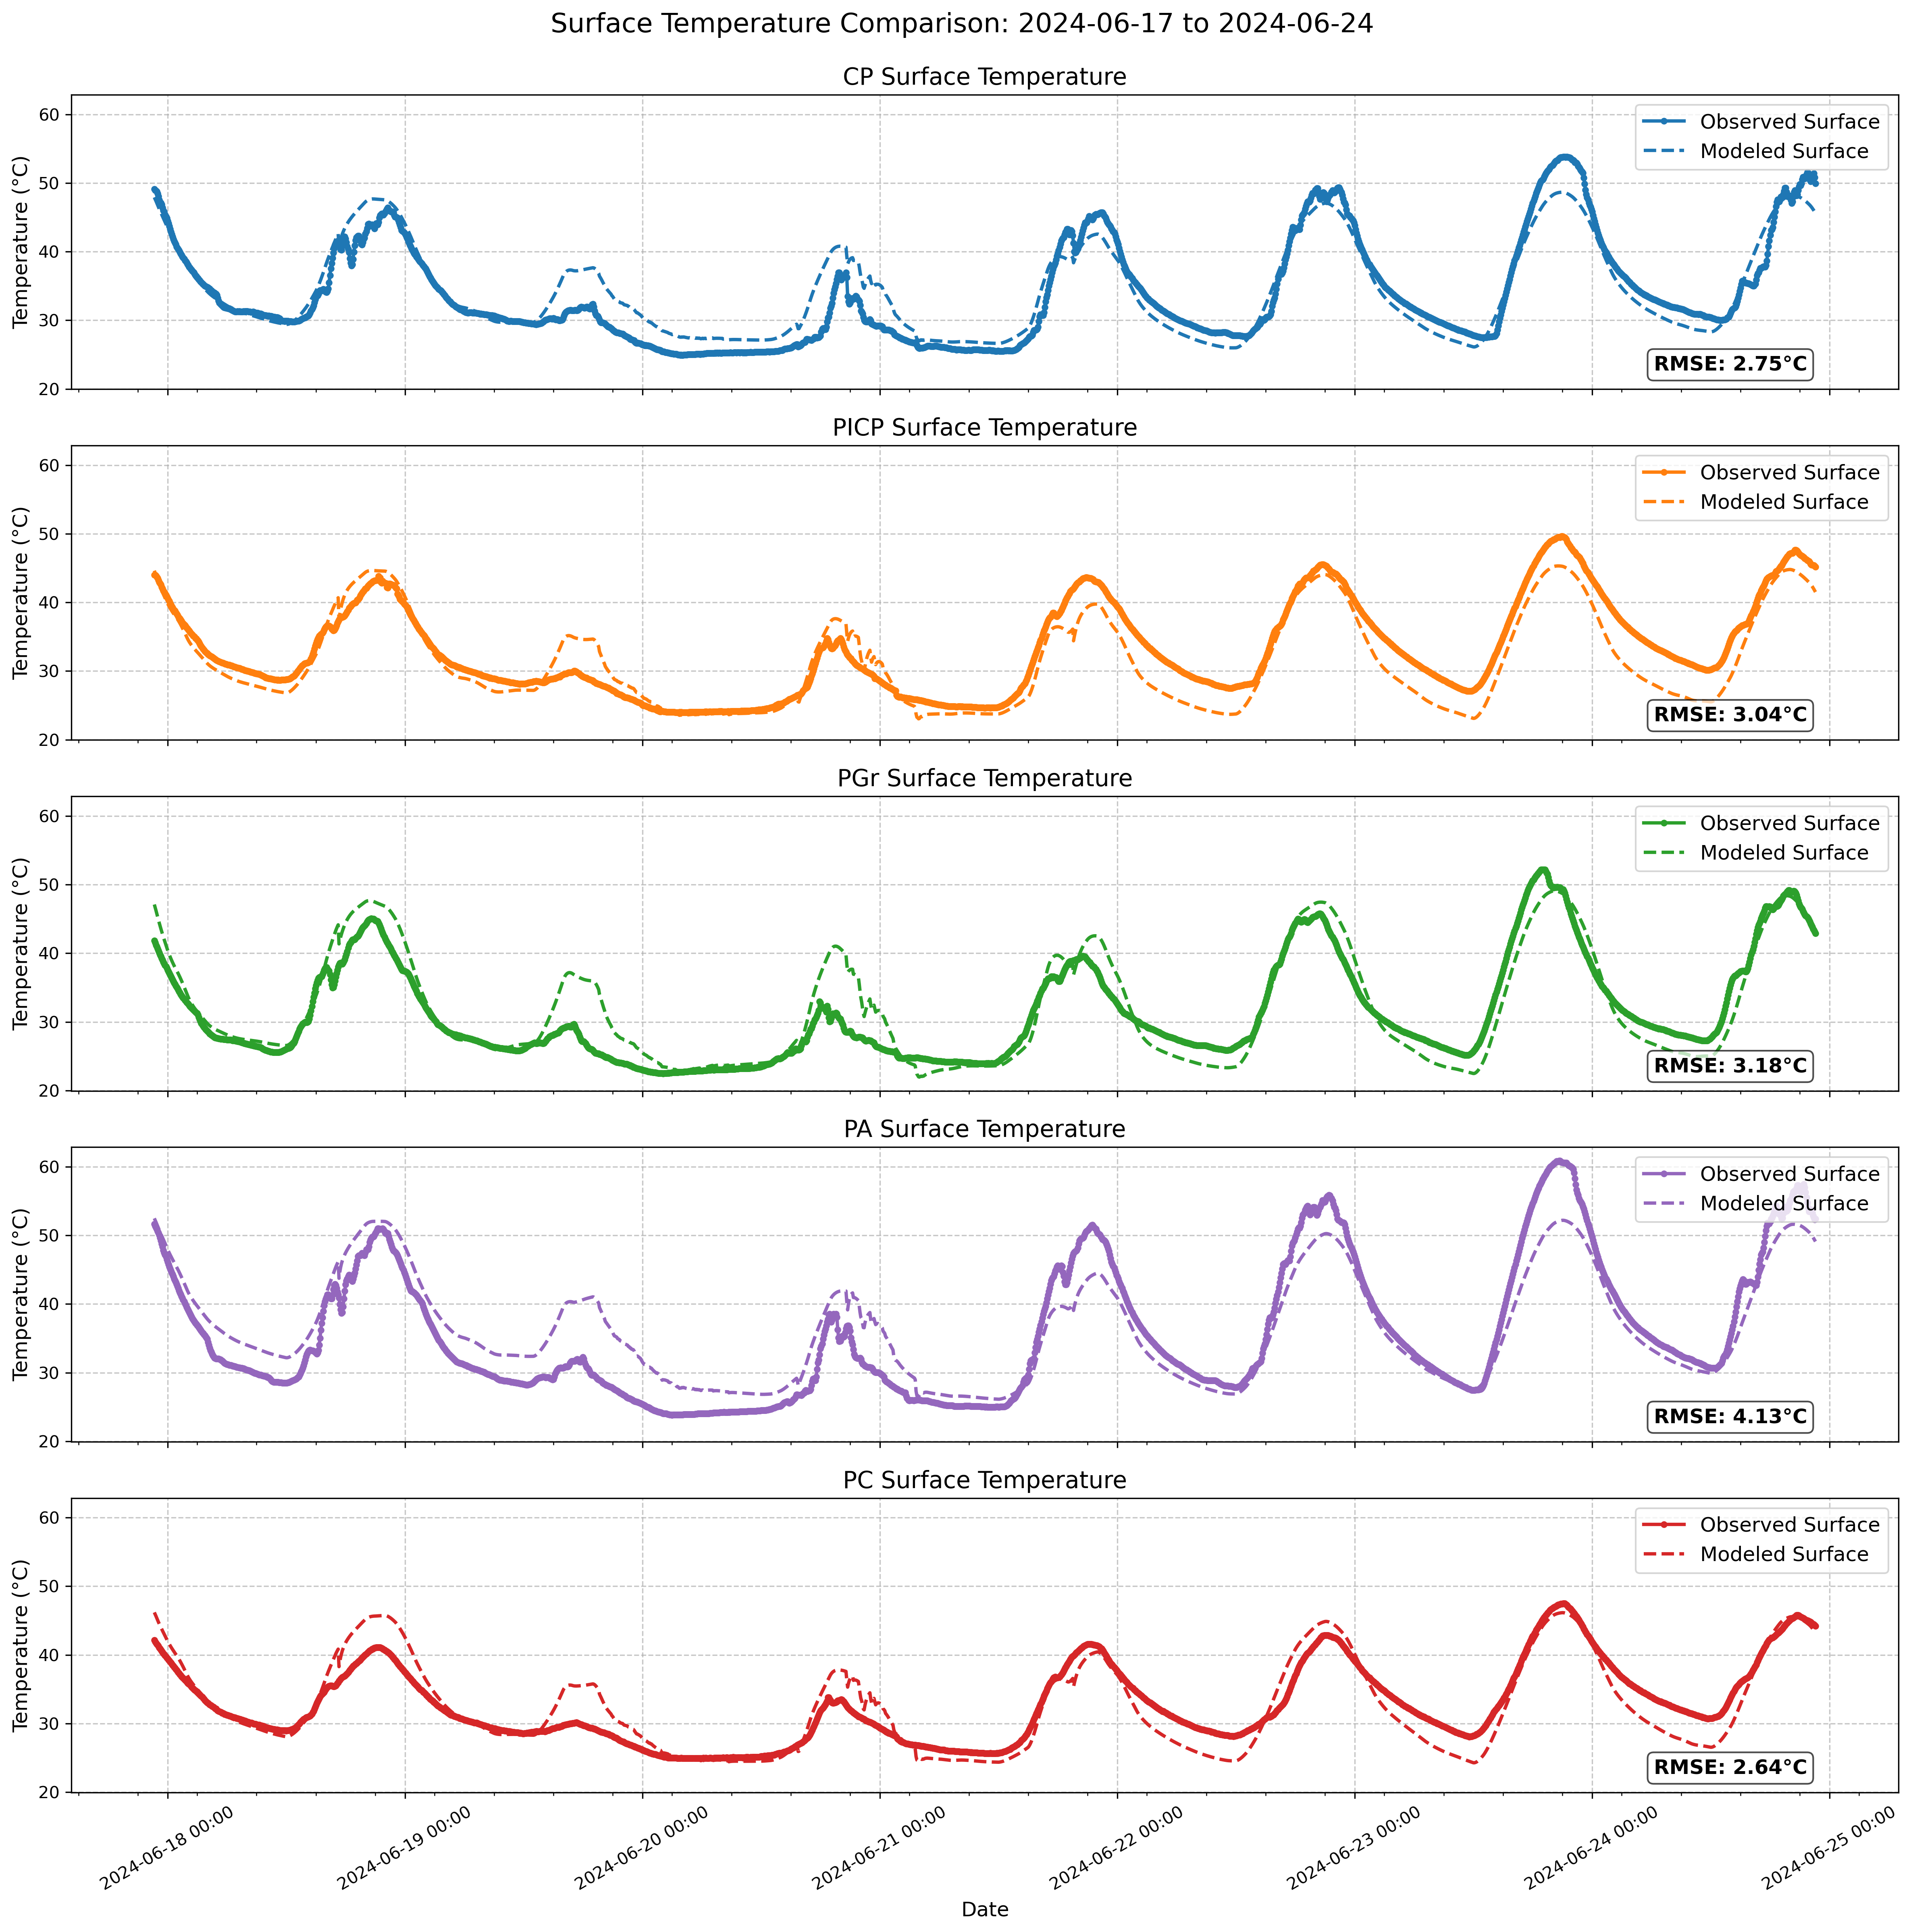 Surface Temperature Comparison: 2024-06-17 to 2024-06-24
CP Surface Temperature
Temperature (°C)
60
50
40
30
20
Observed Surface
Modeled Surface
RMSE: 2.75°C
PICP Surface Temperature
Temperature (°C)
60
50
40
30
20
Observed Surface
Modeled Surface
RMSE: 3.04°C
PGr Surface Temperature
Temperature (°C)
60
50
40
30
20
Observed Surface
Modeled Surface
RMSE: 3.18°C
PA Surface Temperature
Temperature (°C)
60
50
40
30
20
Observed Surface
Modeled Surface
RMSE: 4.13°C
PC Surface Temperature
Temperature (°C)
60
50
40
30
20
Observed Surface
Modeled Surface
RMSE: 2.64°C
2024-06-18 00:00
2024-06-19 00:00
2024-06-20 00:00
2024-06-21 00:00
2024-06-22 00:00
2024-06-23 00:00
2024-06-24 00:00
2024-06-25 00:00
Date